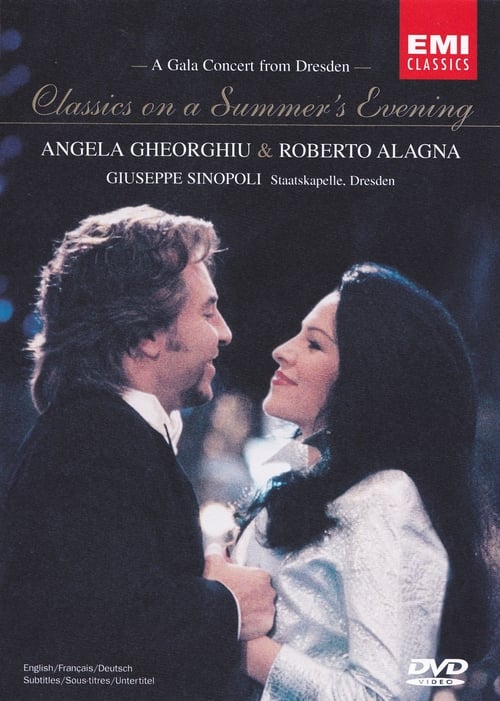 EMI
CLASSICS
— A Gala Concert from Dresden —
Classics on a Summer's Evening
ANGELA GHEORGHIU & ROBERTO ALAGNA
GIUSEPPE SINOPOLI Staatskapelle, Dresden
English/Français/Deutsch
Subtitles/Sous-titres/Untertitel
DVD
VIDEO